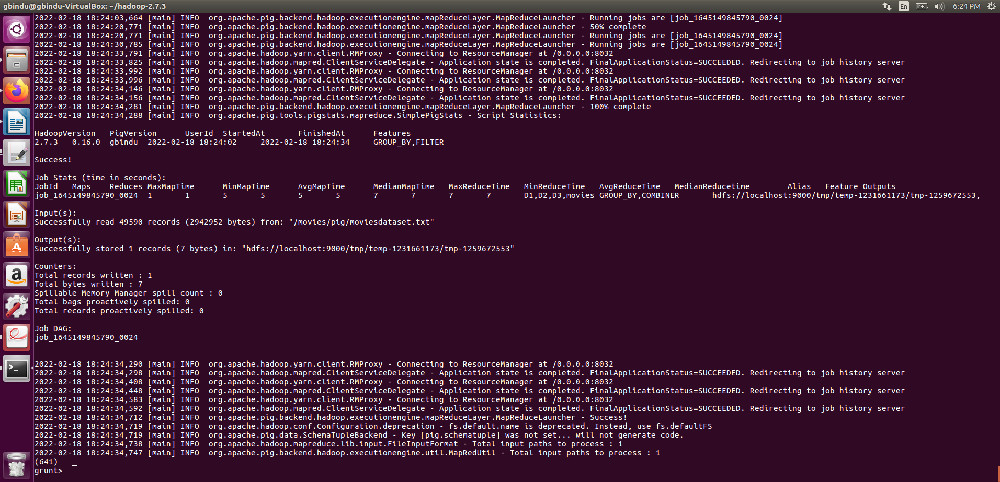 gbindu@gbindu-VirtualBox: ~/hadoop-2.7.3 En 6:24 PM
2022-02-18 18:24:03,664 [main] INFO  org.apache.pig.backend.hadoop.executionengine.mapReduceLayer.MapReduceLauncher - Running jobs are [job_1645149845790_0024]
2022-02-18 18:24:20,771 [main] INFO  org.apache.pig.backend.hadoop.executionengine.mapReduceLayer.MapReduceLauncher - 50% complete
2022-02-18 18:24:20,771 [main] INFO  org.apache.pig.backend.hadoop.executionengine.mapReduceLayer.MapReduceLauncher - Running jobs are [job_1645149845790_0024]
2022-02-18 18:24:30,785 [main] INFO  org.apache.pig.backend.hadoop.executionengine.mapReduceLayer.MapReduceLauncher - Running jobs are [job_1645149845790_0024]
2022-02-18 18:24:33,791 [main] INFO  org.apache.hadoop.yarn.client.RMProxy - Connecting to ResourceManager at /0.0.0.0:8032
2022-02-18 18:24:33,825 [main] INFO  org.apache.hadoop.mapred.ClientServiceDelegate - Application state is completed. FinalApplicationStatus=SUCCEEDED. Redirecting to job history server
2022-02-18 18:24:33,992 [main] INFO  org.apache.hadoop.yarn.client.RMProxy - Connecting to ResourceManager at /0.0.0.0:8032
2022-02-18 18:24:33,996 [main] INFO  org.apache.hadoop.mapred.ClientServiceDelegate - Application state is completed. FinalApplicationStatus=SUCCEEDED. Redirecting to job history server
2022-02-18 18:24:34,146 [main] INFO  org.apache.hadoop.yarn.client.RMProxy - Connecting to ResourceManager at /0.0.0.0:8032
2022-02-18 18:24:34,156 [main] INFO  org.apache.hadoop.mapred.ClientServiceDelegate - Application state is completed. FinalApplicationStatus=SUCCEEDED. Redirecting to job history server
2022-02-18 18:24:34,281 [main] INFO  org.apache.pig.backend.hadoop.executionengine.mapReduceLayer.MapReduceLauncher - 100% complete
2022-02-18 18:24:34,288 [main] INFO  org.apache.pig.tools.pigstats.mapreduce.SimplePigStats - Script Statistics:
HadoopVersion PigVersion UserId StartedAt FinishedAt Features
2.7.3 0.16.0 gbindu 2022-02-18 18:24:02 2022-02-18 18:24:34 GROUP_BY,FILTER
Success!
Job Stats (time in seconds):
JobId Maps Reduces MaxMapTime MinMapTime AvgMapTime MedianMapTime MaxReduceTime MinReduceTime AvgReduceTime MedianReducetime Alias Feature Outputs
job_1645149845790_0024 1 1 5 5 5 5 7 7 7 7 D1,D2,D3,movies GROUP_BY,COMBINER hdfs://localhost:9000/tmp/temp-1231661173/tmp-1259672553,
Input(s):
Successfully read 49590 records (2942952 bytes) from: "/movies/pig/moviesdataset.txt"
Output(s):
Successfully stored 1 records (7 bytes) in: "hdfs://localhost:9000/tmp/temp-1231661173/tmp-1259672553"
Counters:
Total records written : 1
Total bytes written : 7
Spillable Memory Manager spill count : 0
Total bags proactively spilled: 0
Total records proactively spilled: 0
Job DAG:
job_1645149845790_0024
2022-02-18 18:24:34,290 [main] INFO  org.apache.hadoop.yarn.client.RMProxy - Connecting to ResourceManager at /0.0.0.0:8032
2022-02-18 18:24:34,298 [main] INFO  org.apache.hadoop.mapred.ClientServiceDelegate - Application state is completed. FinalApplicationStatus=SUCCEEDED. Redirecting to job history server
2022-02-18 18:24:34,408 [main] INFO  org.apache.hadoop.yarn.client.RMProxy - Connecting to ResourceManager at /0.0.0.0:8032
2022-02-18 18:24:34,448 [main] INFO  org.apache.hadoop.mapred.ClientServiceDelegate - Application state is completed. FinalApplicationStatus=SUCCEEDED. Redirecting to job history server
2022-02-18 18:24:34,583 [main] INFO  org.apache.hadoop.yarn.client.RMProxy - Connecting to ResourceManager at /0.0.0.0:8032
2022-02-18 18:24:34,592 [main] INFO  org.apache.hadoop.mapred.ClientServiceDelegate - Application state is completed. FinalApplicationStatus=SUCCEEDED. Redirecting to job history server
2022-02-18 18:24:34,712 [main] INFO  org.apache.pig.backend.hadoop.executionengine.mapReduceLayer.MapReduceLauncher - Success!
2022-02-18 18:24:34,719 [main] INFO  org.apache.hadoop.conf.Configuration.deprecation - fs.default.name is deprecated. Instead, use fs.defaultFS
2022-02-18 18:24:34,719 [main] INFO  org.apache.pig.data.SchemaTupleBackend - Key [pig.schematuple] was not set... will not generate code.
2022-02-18 18:24:34,738 [main] INFO  org.apache.hadoop.mapreduce.lib.input.FileInputFormat - Total input paths to process : 1
2022-02-18 18:24:34,747 [main] INFO  org.apache.pig.backend.hadoop.executionengine.util.MapRedUtil - Total input paths to process : 1
(641)
grunt>